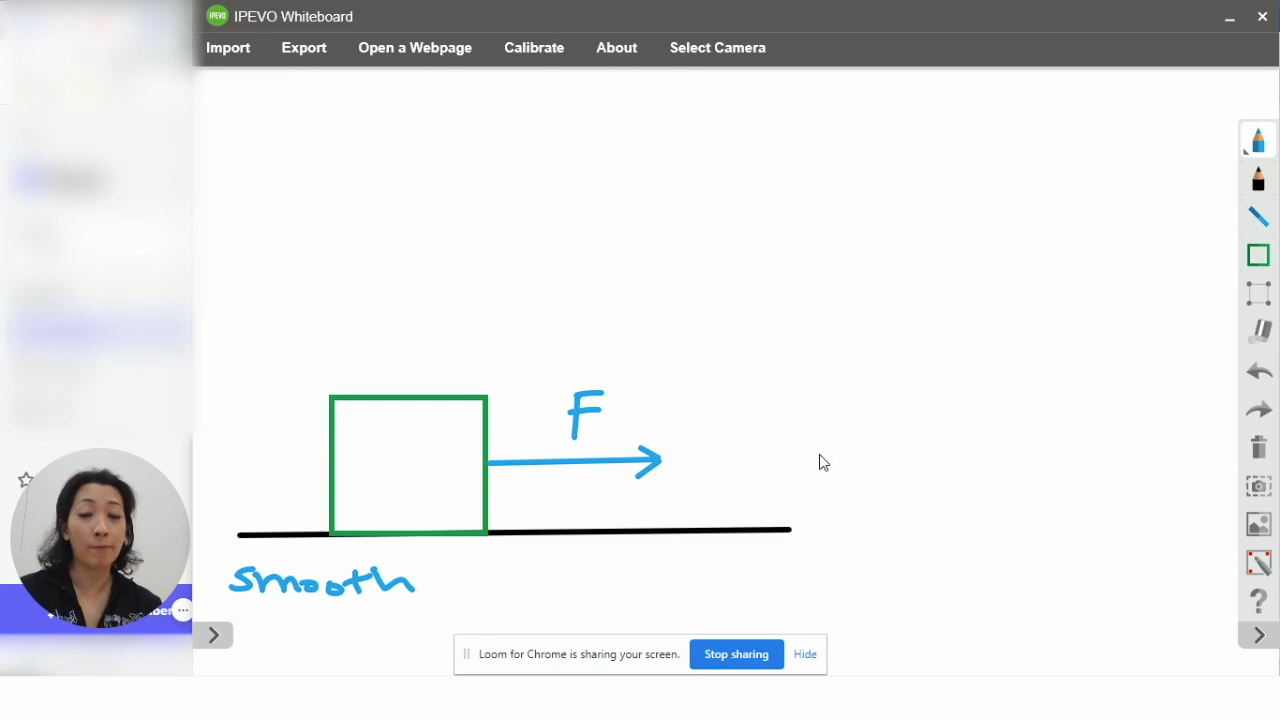 IPEVO IPEVO Whiteboard
Import Export Open a Webpage Calibrate About Select Camera
F
smooth
Loom for Chrome is sharing your screen. Stop sharing Hide